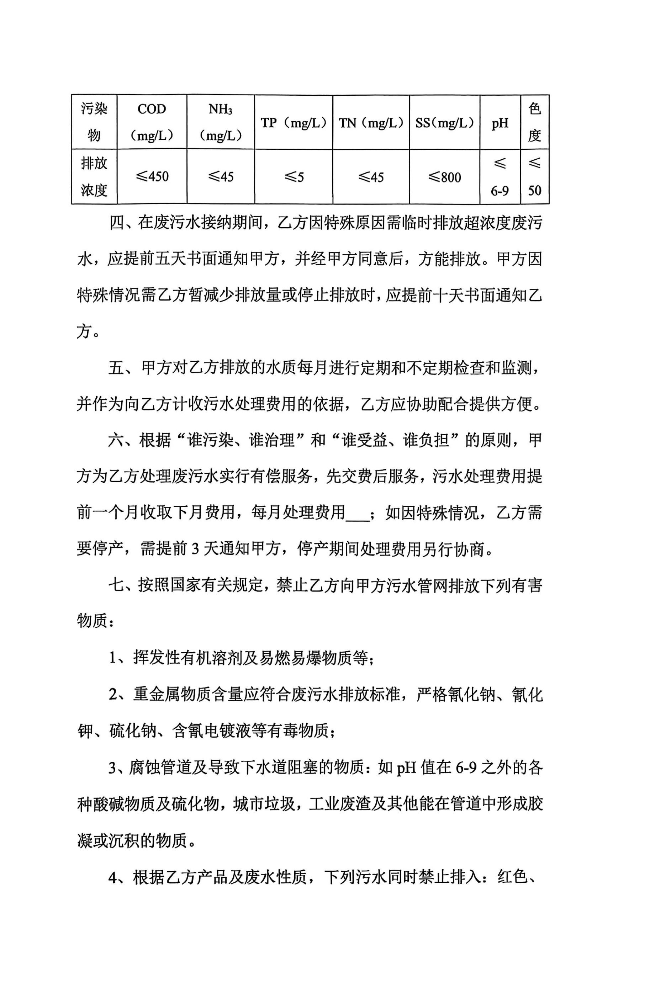 污染 COD NH₃ 色
TP（mg/L） TN（mg/L） SS（mg/L） pH
物 （mg/L） （mg/L） 度
排放 ≤ ≤
≤450 ≤45 ≤5 ≤45 ≤800
浓度 6-9 50
四、在废污水接纳期间，乙方因特殊原因需临时排放超浓度废污
水，应提前五天书面通知甲方，并经甲方同意后，方能排放。甲方因
特殊情况需乙方暂减少排放量或停止排放时，应提前十天书面通知乙
方。
五、甲方对乙方排放的水质每月进行定期和不定期检查和监测，
并作为向乙方计收污水处理费用的依据，乙方应协助配合提供方便。
六、根据“谁污染、谁治理”和“谁受益、谁负担”的原则，甲
方为乙方处理废污水实行有偿服务，先交费后服务，污水处理费用提
前一个月收取下月费用，每月处理费用___；如因特殊情况，乙方需
要停产，需提前 3 天通知甲方，停产期间处理费用另行协商。
七、按照国家有关规定，禁止乙方向甲方污水管网排放下列有害
物质：
1、挥发性有机溶剂及易燃易爆物质等；
2、重金属物质含量应符合废污水排放标准，严格氰化钠、氰化
钾、硫化钠、含氰电镀液等有毒物质；
3、腐蚀管道及导致下水道阻塞的物质：如 pH 值在 6-9 之外的各
种酸碱物质及硫化物，城市垃圾，工业废渣及其他能在管道中形成胶
凝或沉积的物质。
4、根据乙方产品及废水性质，下列污水同时禁止排入：红色、